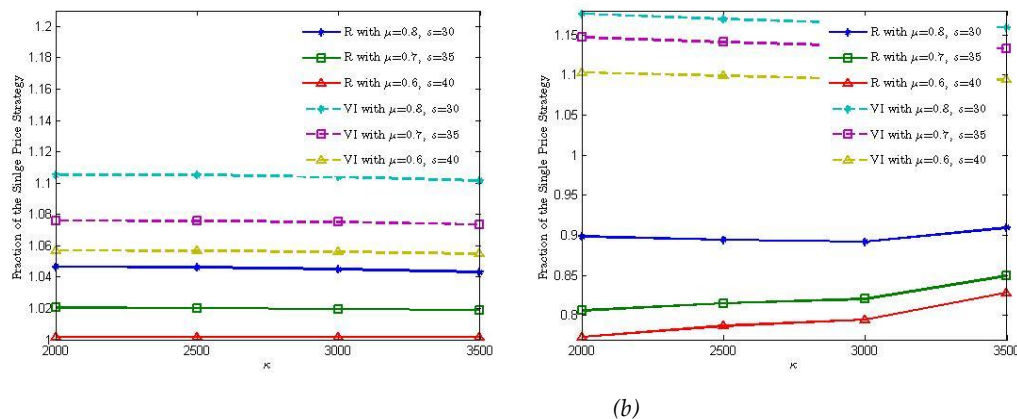 Fraction of the Sinlge Price Strategy
1.2
1.18
1.16
1.14
1.12
1.1
1.08
1.06
1.04
1.02
1
2000 2500 3000 3500
κ
R with μ=0.8, s=30
R with μ=0.7, s=35
R with μ=0.6, s=40
VI with μ=0.8, s=30
VI with μ=0.7, s=35
VI with μ=0.6, s=40
Fraction of the Single Price Strategy
1.15
1.1
1.05
1
0.95
0.9
0.85
0.8
2000 2500 3000 3500
κ
R with μ=0.8, s=30
R with μ=0.7, s=35
R with μ=0.6, s=40
VI with μ=0.8, s=30
VI with μ=0.7, s=35
VI with μ=0.6, s=40
(b)